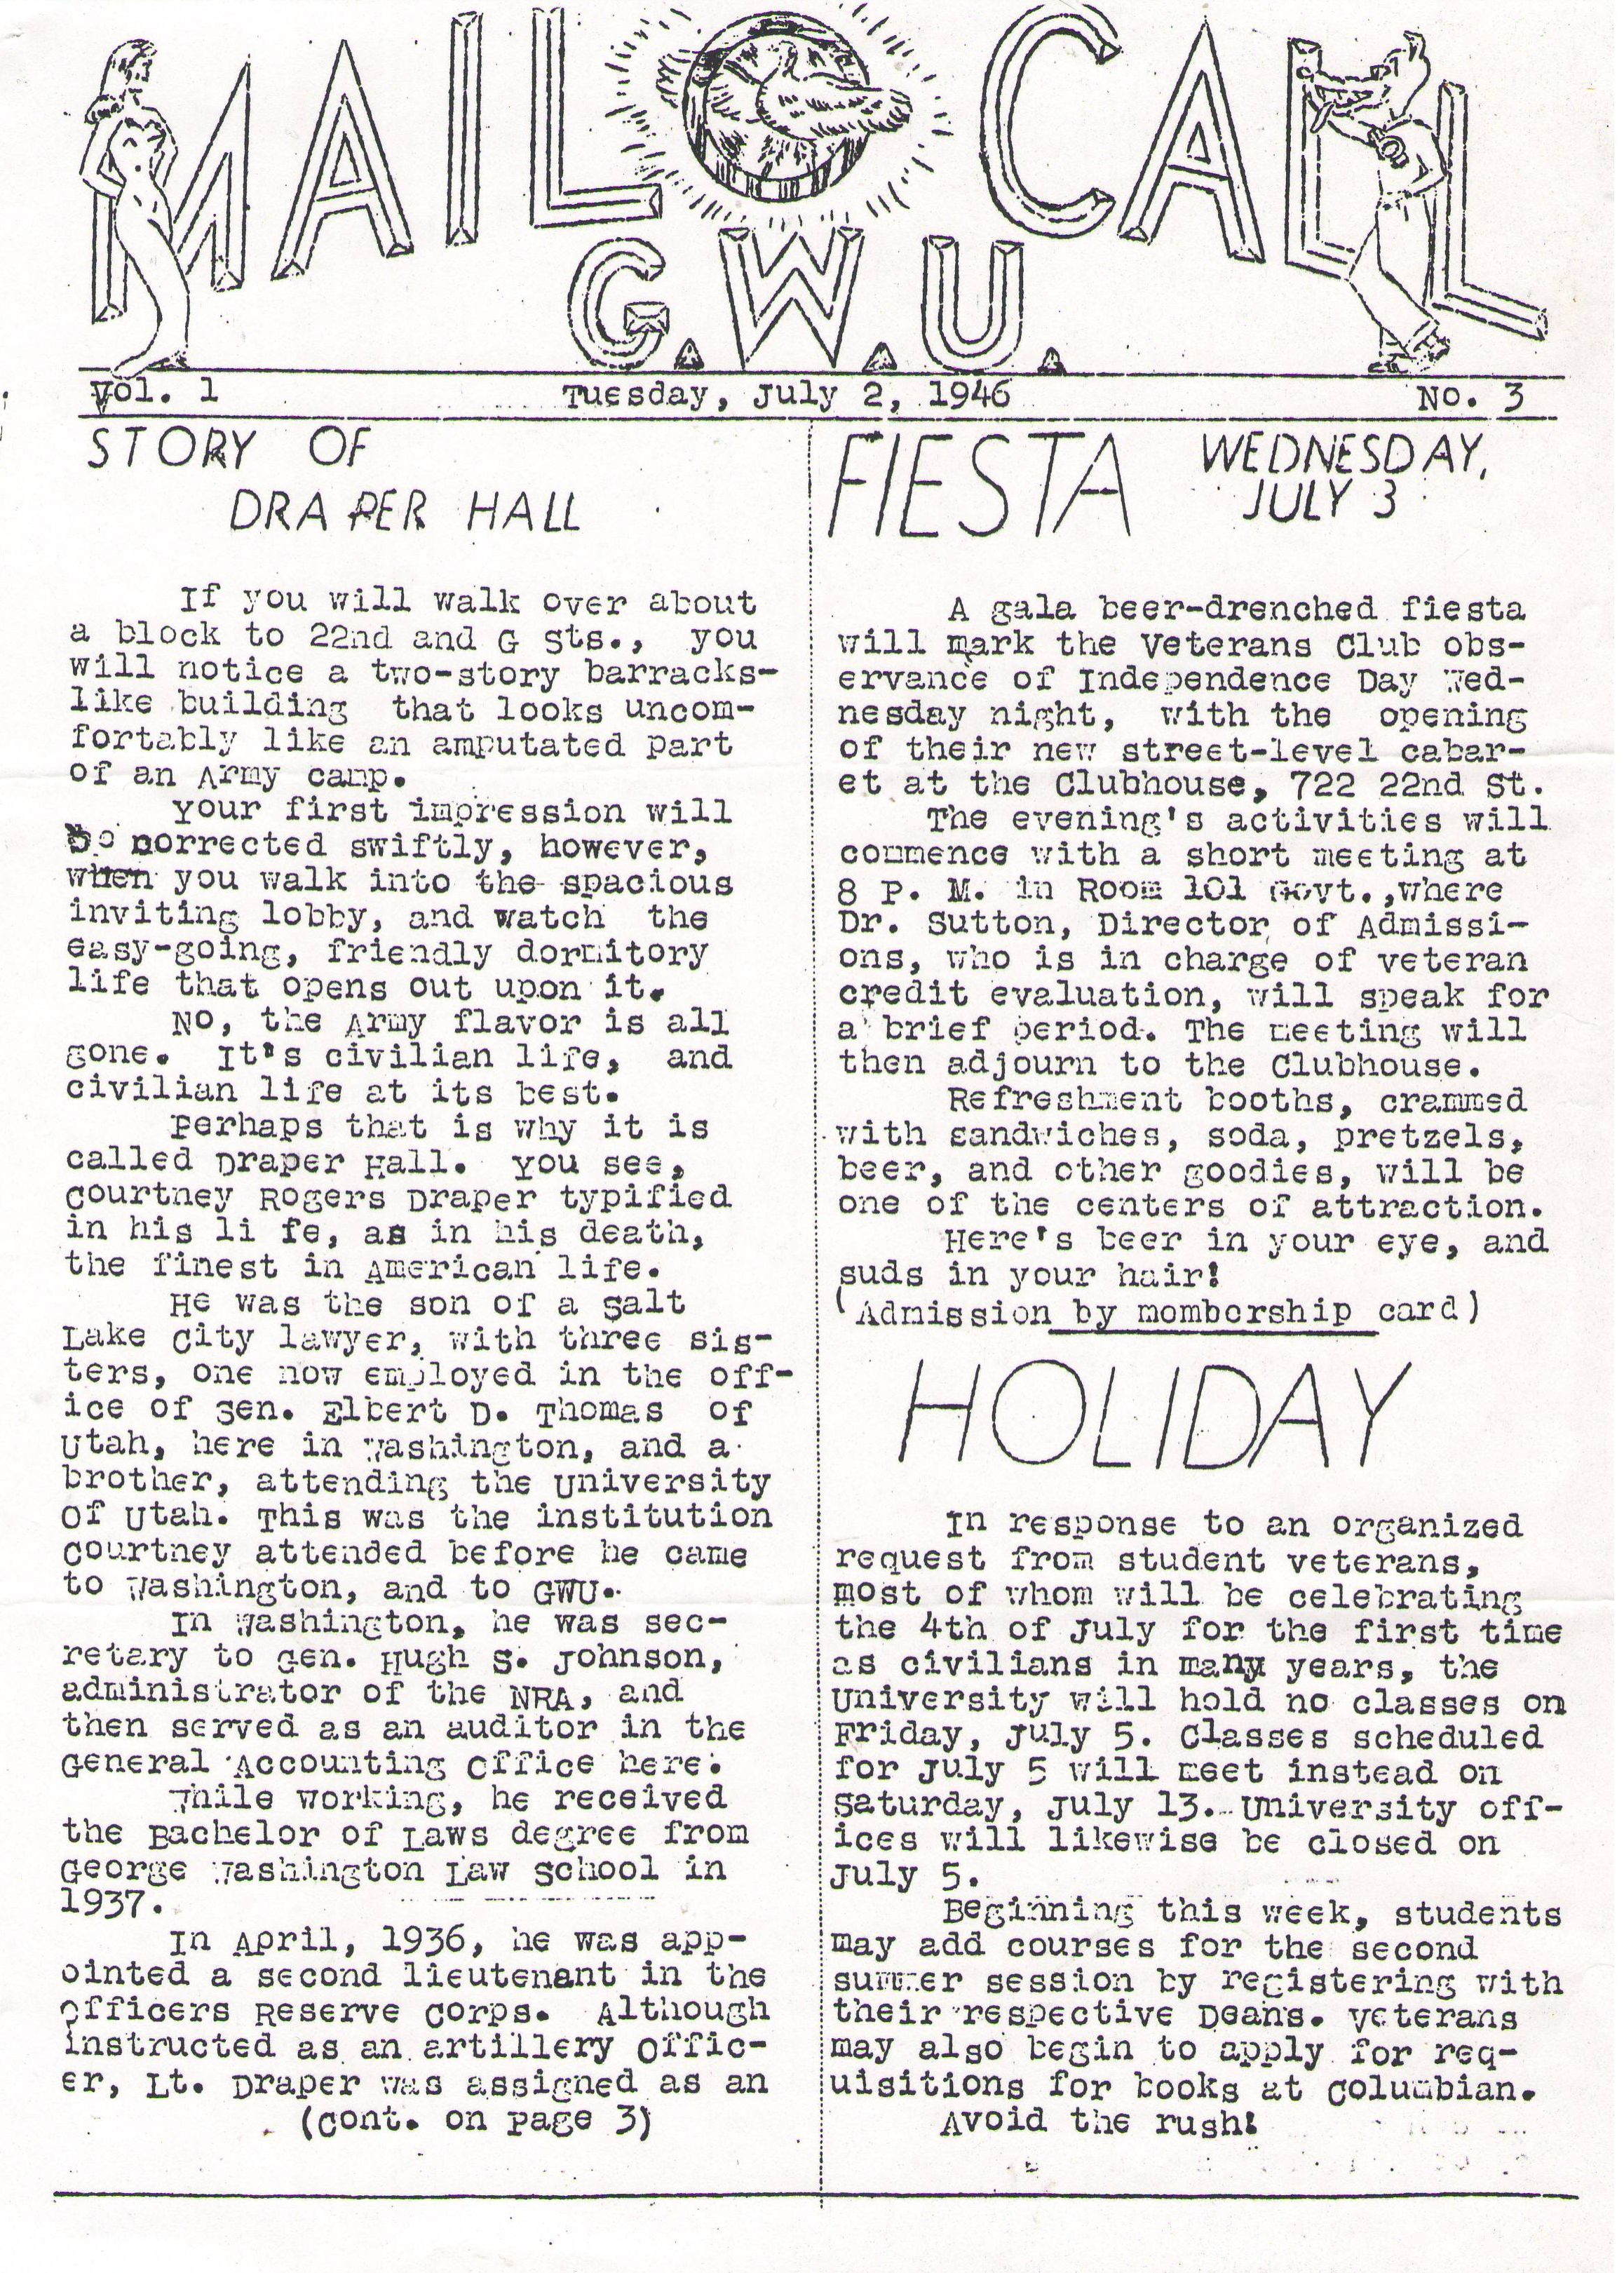 MAIL CALL
G.W.U.
Vol. 1 Tuesday, July 2, 1946 No. 3
STORY OF
DRAPER HALL
If you will walk over about
a block to 22nd and G Sts., you
will notice a two-story barracks-
like building that looks uncom-
fortably like an amputated part
of an Army camp.
Your first impression will
be corrected swiftly, however,
when you walk into the spacious
inviting lobby, and watch the
easy-going, friendly dormitory
life that opens out upon it.
No, the Army flavor is all
gone. It's civilian life, and
civilian life at its best.
Perhaps that is why it is
called Draper Hall. You see,
Courtney Rogers Draper typified
in his li fe, as in his death,
the finest in American life.
He was the son of a Salt
Lake City lawyer, with three sis-
ters, one now employed in the off-
ice of Sen. Elbert D. Thomas of
Utah, here in Washington, and a
brother, attending the University
of Utah. This was the institution
Courtney attended before he came
to Washington, and to GWU.
In Washington, he was sec-
retary to Gen. Hugh S. Johnson,
administrator of the NRA, and
then served as an auditor in the
General Accounting Office here.
While working, he received
the Bachelor of Laws degree from
George Washington Law School in
1937.
In April, 1936, he was app-
ointed a second lieutenant in the
Officers Reserve Corps. Although
instructed as an artillery offic-
er, Lt. Draper was assigned as an
(Cont. on page 3)
FIESTA WEDNESDAY,
JULY 3
A gala beer-drenched fiesta
will mark the Veterans Club obs-
ervance of Independence Day Wed-
nesday night, with the opening
of their new street-level cabar-
et at the Clubhouse, 722 22nd St.
The evening's activities will
commence with a short meeting at
8 P. M. in Room 101 Govt.,where
Dr. Sutton, Director of Admissi-
ons, who is in charge of veteran
credit evaluation, will speak for
a brief period. The meeting will
then adjourn to the Clubhouse.
Refreshment booths, crammed
with sandwiches, soda, pretzels,
beer, and other goodies, will be
one of the centers of attraction.
Here's beer in your eye, and
suds in your hair!
(Admission by membership card)
HOLIDAY
In response to an organized
request from student veterans,
most of whom will be celebrating
the 4th of July for the first time
as civilians in many years, the
University will hold no classes on
Friday, July 5. Classes scheduled
for July 5 will meet instead on
Saturday, July 13. University off-
ices will likewise be closed on
July 5.
Beginning this week, students
may add courses for the second
summer session by registering with
their respective Deans. Veterans
may also begin to apply for req-
uisitions for books at Columbian.
Avoid the rush!